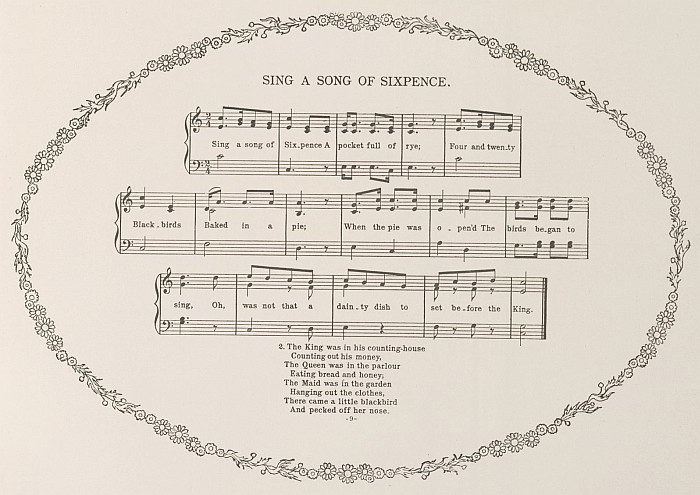 SING A SONG OF SIXPENCE.
2/4
Sing a song of Six-pence A pocket full of rye; Four and twen-ty
2/4
Black-birds Baked in a pie; When the pie was o - pen'd The birds be-gan to
sing, Oh, was not that a dain-ty dish to set be-fore the King.
2. The King was in his counting-house
Counting out his money,
The Queen was in the parlour
Eating bread and honey;
The Maid was in the garden
Hanging out the clothes,
There came a little blackbird
And pecked off her nose.
-9-